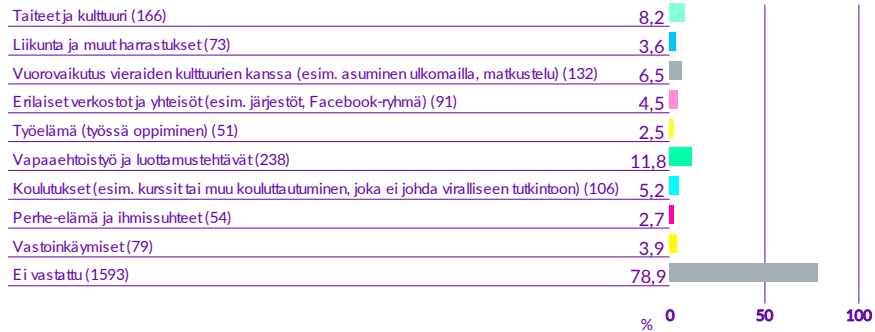 Taiteet ja kulttuuri (166) 8,2
Liikunta ja muut harrastukset (73) 3,6
Vuorovaikutus vieraiden kulttuurien kanssa (esim. asuminen ulkomailla, matkustelu) (132) 6,5
Erilaiset verkostot ja yhteisöt (esim. järjestöt, Facebook-ryhmä) (91) 4,5
Työelämä (työssä oppiminen) (51) 2,5
Vapaaehtoistyö ja luottamustehtävät (238) 11,8
Koulutukset (esim. kurssit tai muu kouluttautuminen, joka ei johda viralliseen tutkintoon) (106) 5,2
Perhe-elämä ja ihmissuhteet (54) 2,7
Vastoinkäymiset (79) 3,9
Ei vastattu (1593) 78,9
% 0 50 100